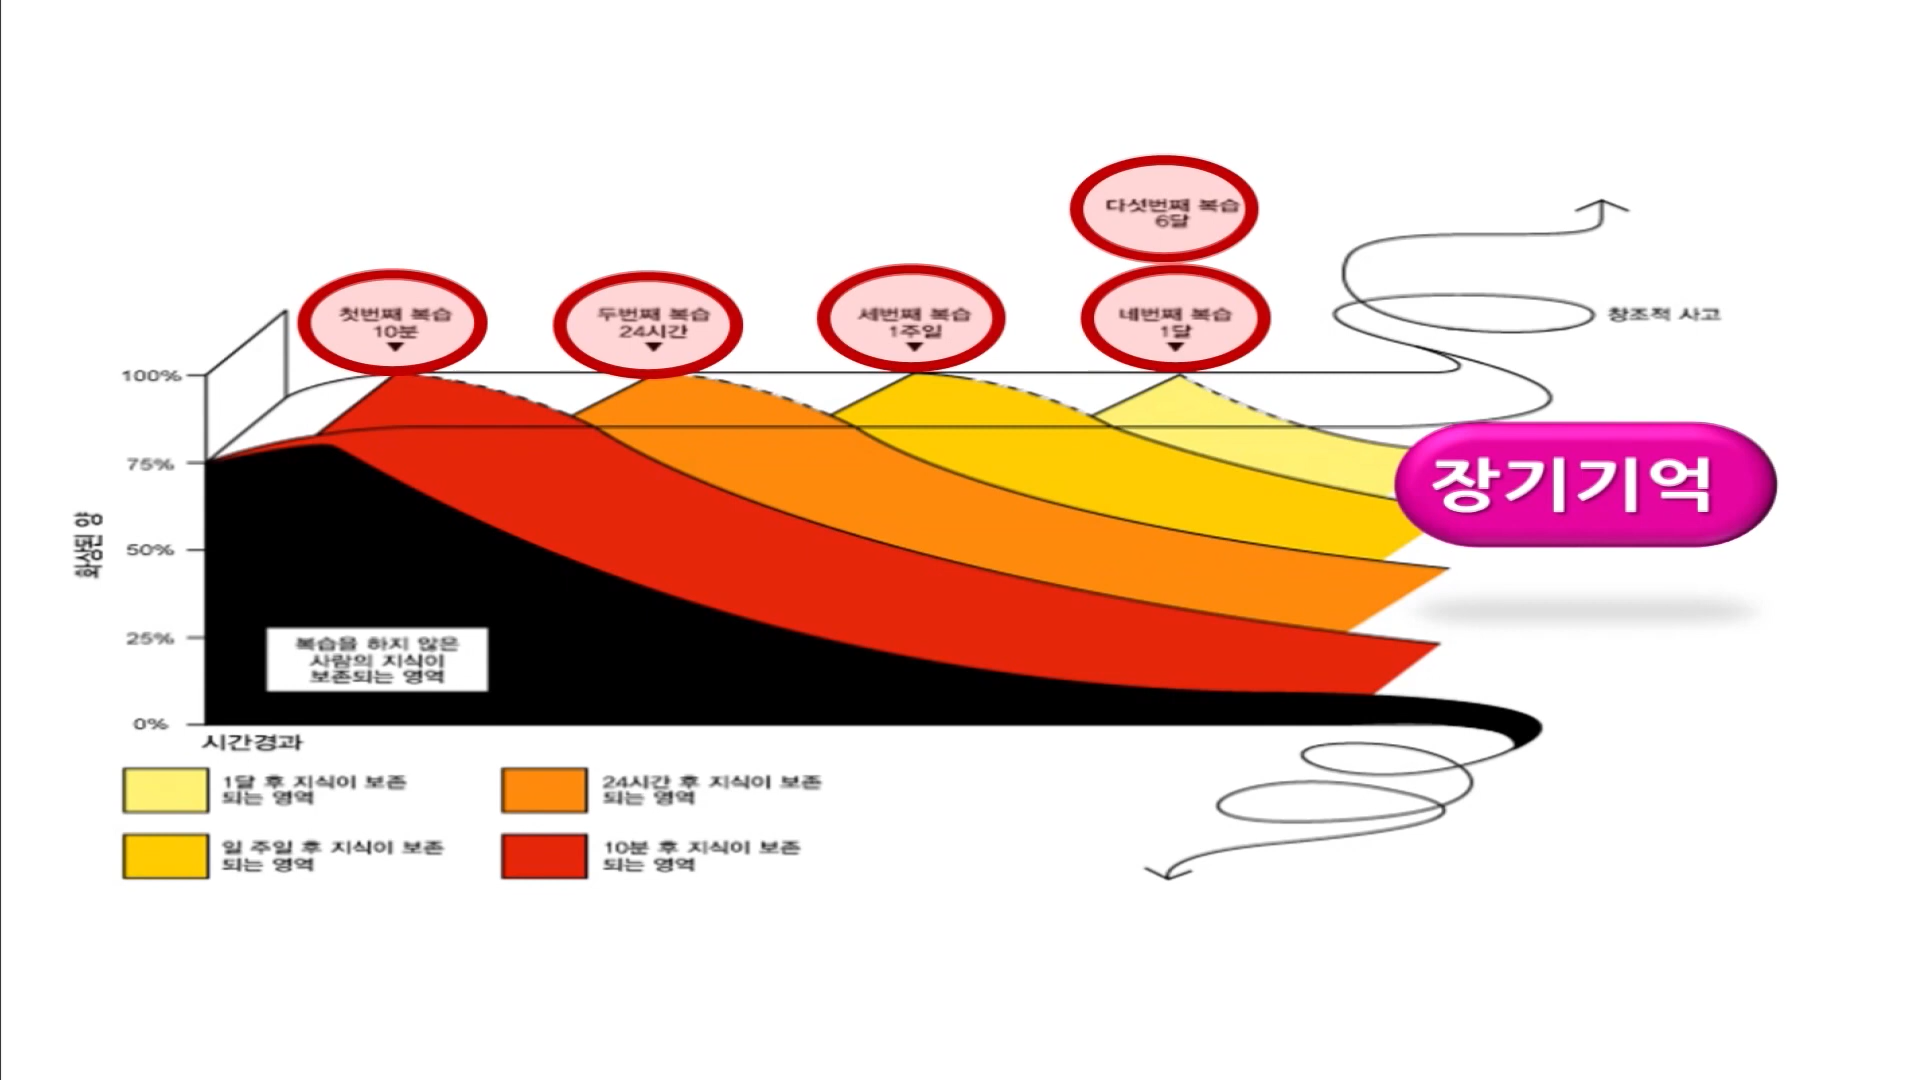 다섯번째 복습
6달
첫번째 복습
10분
두번째 복습
24시간
세번째 복습
1주일
네번째 복습
1달
창조적 사고
100%
75%
50%
25%
0%
화상된 양
장기기억
복습을 하지 않은
사람의 지식이
보존되는 영역
시간경과
1달 후 지식이 보존
되는 영역
24시간 후 지식이 보존
되는 영역
일 주일 후 지식이 보존
되는 영역
10분 후 지식이 보존
되는 영역